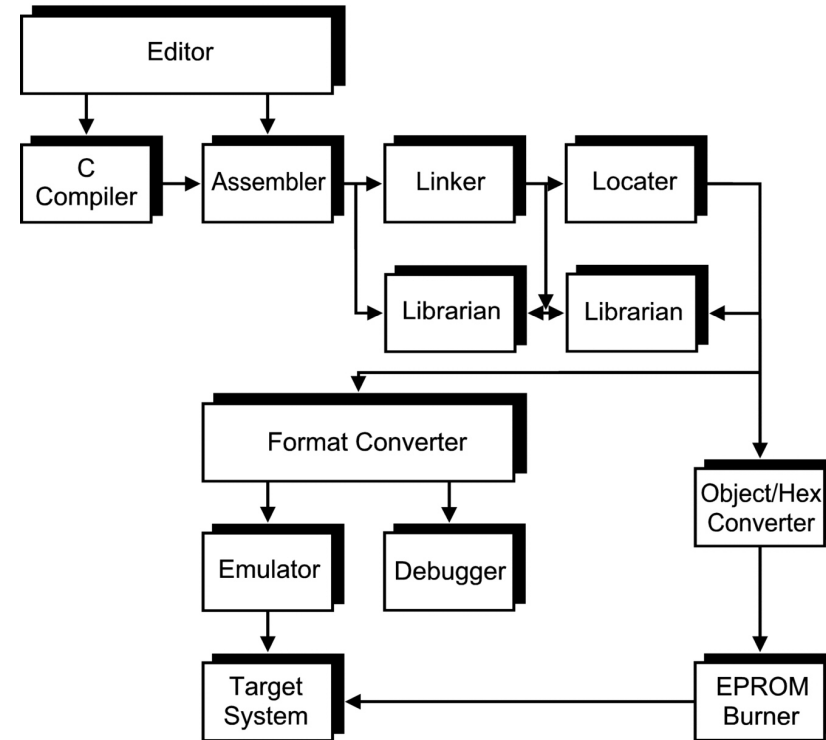 Editor
C
Compiler
Assembler
Linker
Locater
Librarian
Librarian
Format Converter
Object/Hex
Converter
Emulator
Debugger
Target
System
EPROM
Burner